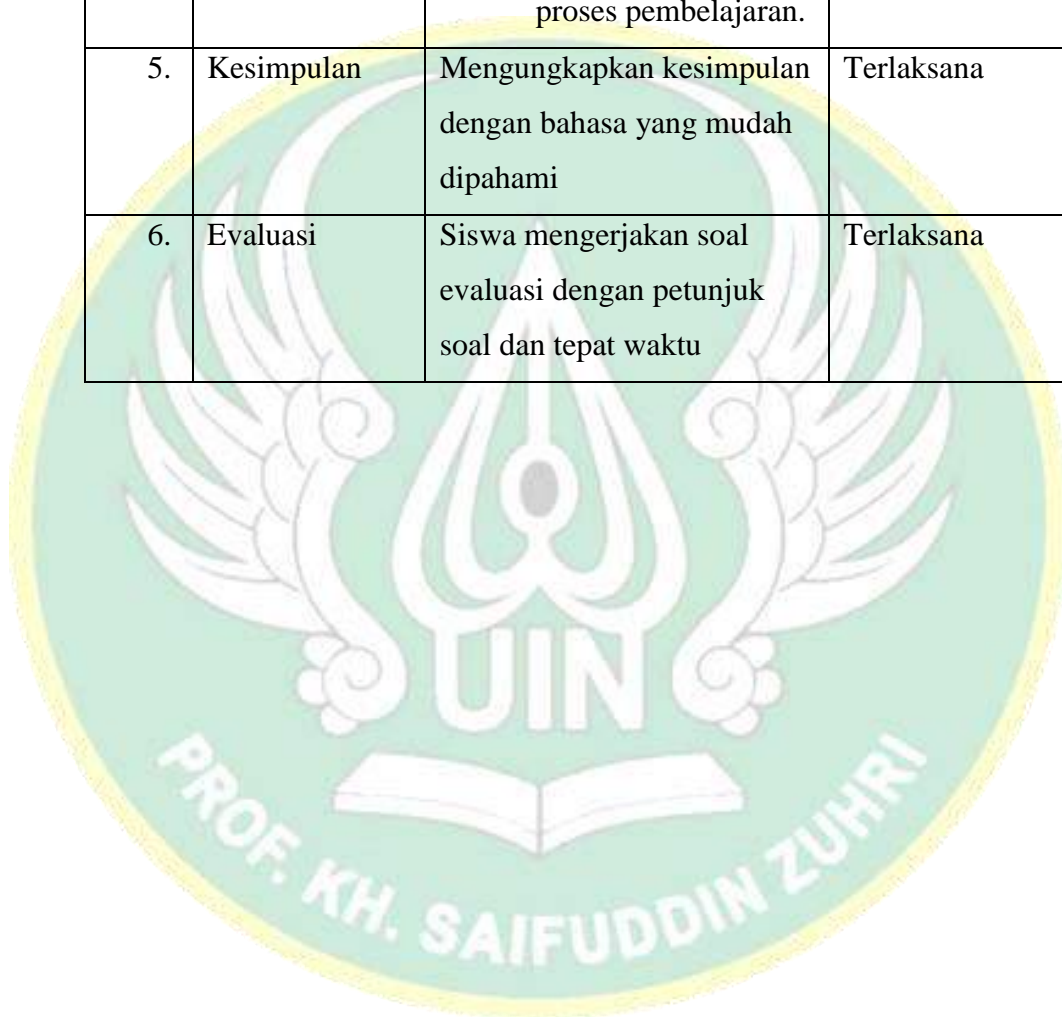 proses pembelajaran.
5. Kesimpulan Mengungkapkan kesimpulan Terlaksana
dengan bahasa yang mudah
dipahami
6. Evaluasi Siswa mengerjakan soal Terlaksana
evaluasi dengan petunjuk
soal dan tepat waktu
UIN
PROF. KH. SAIFUDDIN ZUHRI